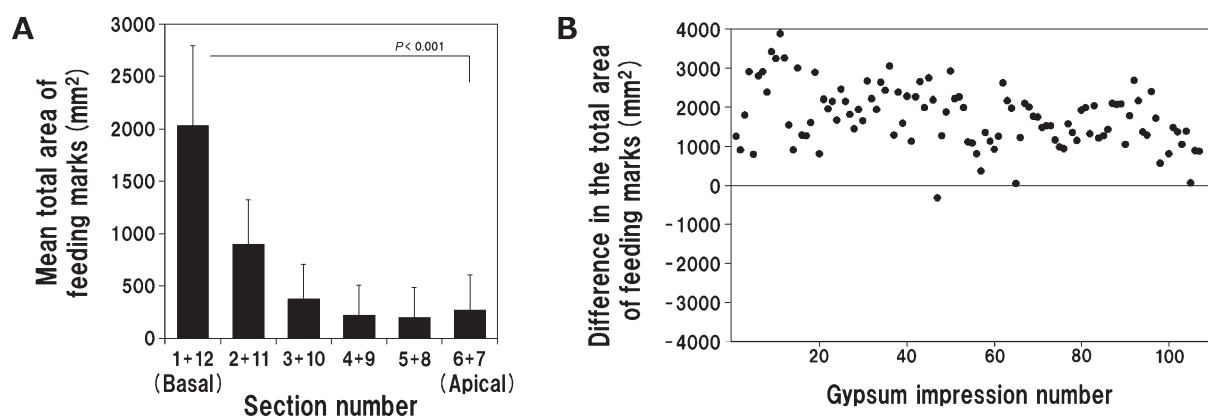 A
Mean total area of
feeding marks (mm²)
3000
2500
2000
1500
1000
500
0
P < 0.001
1+12 2+11 3+10 4+9 5+8 6+7
(Basal) (Apical)
Section number
B
Difference in the total area
of feeding marks (mm²)
4000
3000
2000
1000
0
-1000
-2000
-3000
-4000
20 40 60 80 100
Gypsum impression number